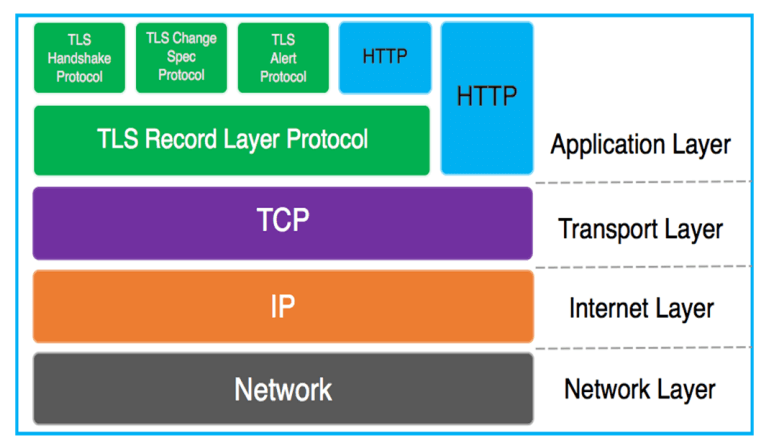 TLS
Handshake
Protocol
TLS Change
Spec
Protocol
TLS
Alert
Protocol
HTTP
HTTP
TLS Record Layer Protocol
Application Layer
TCP
Transport Layer
IP
Internet Layer
Network
Network Layer